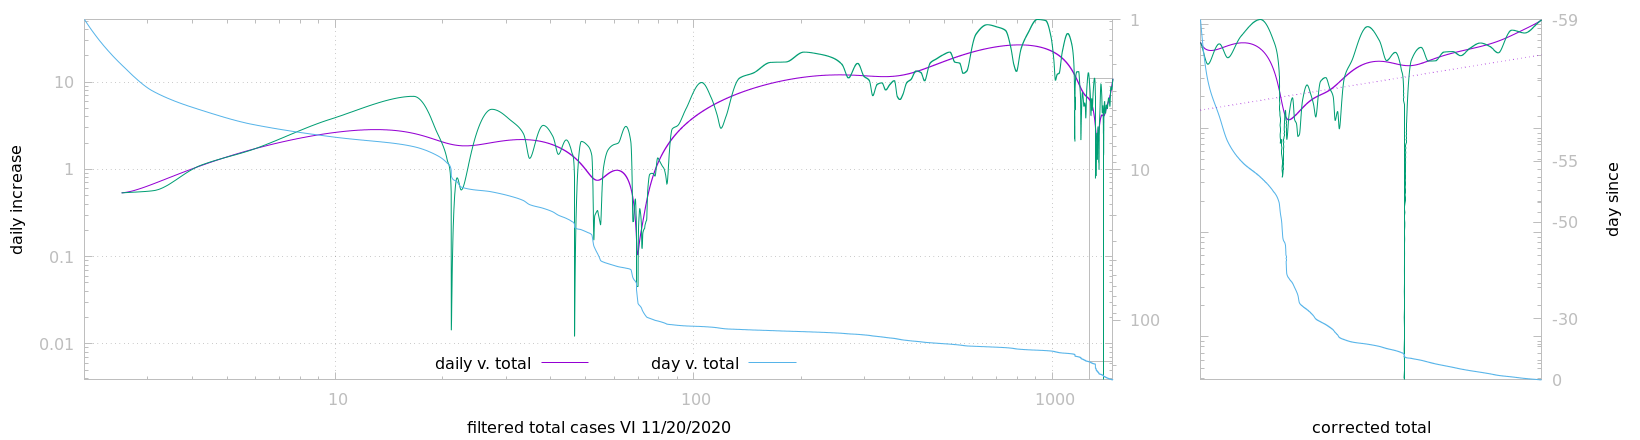 daily increase
10
1
0.1
0.01
daily v. total
day v. total
10
100
1000
filtered total cases VI 11/20/2020
1
10
100
-59
-55
-50
-30
0
day since
corrected total